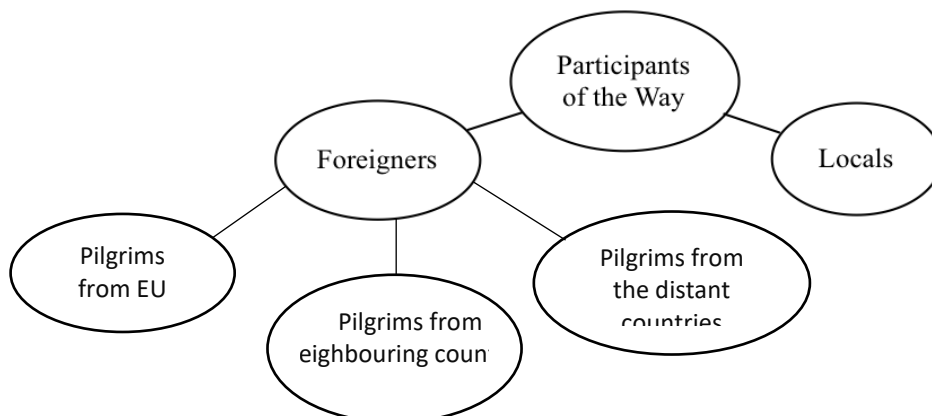 Participants
of the Way
Foreigners
Locals
Pilgrims
from EU
Pilgrims from
the distant
countries
Pilgrims from
eighbouring coun